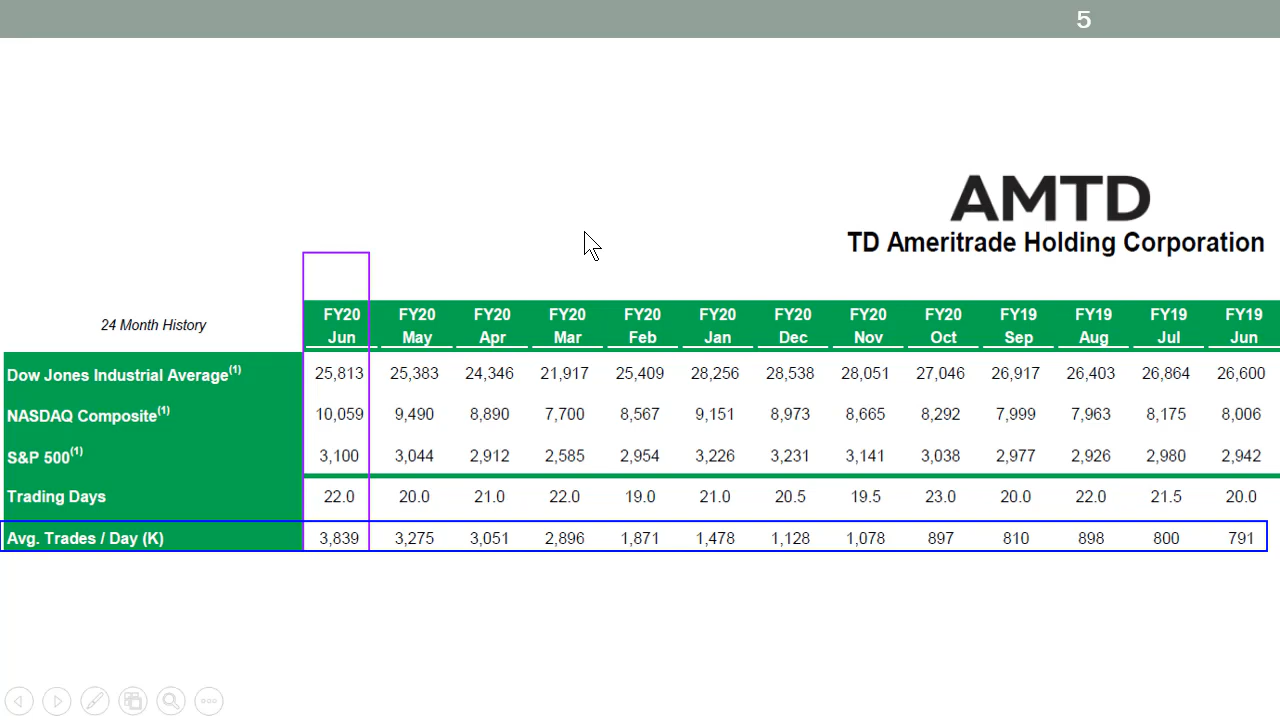 5
AMTD
TD Ameritrade Holding Corporation
24 Month History
FY20 FY20 FY20 FY20 FY20 FY20 FY20 FY20 FY20 FY19 FY19 FY19 FY19
Jun May Apr Mar Feb Jan Dec Nov Oct Sep Aug Jul Jun
Dow Jones Industrial Average(1) 25,813 25,383 24,346 21,917 25,409 28,256 28,538 28,051 27,046 26,917 26,403 26,864 26,600
NASDAQ Composite(1) 10,059 9,490 8,890 7,700 8,567 9,151 8,973 8,665 8,292 7,999 7,963 8,175 8,006
S&P 500(1) 3,100 3,044 2,912 2,585 2,954 3,226 3,231 3,141 3,038 2,977 2,926 2,980 2,942
Trading Days 22.0 20.0 21.0 22.0 19.0 21.0 20.5 19.5 23.0 20.0 22.0 21.5 20.0
Avg. Trades / Day (K) 3,839 3,275 3,051 2,896 1,871 1,478 1,128 1,078 897 810 898 800 791